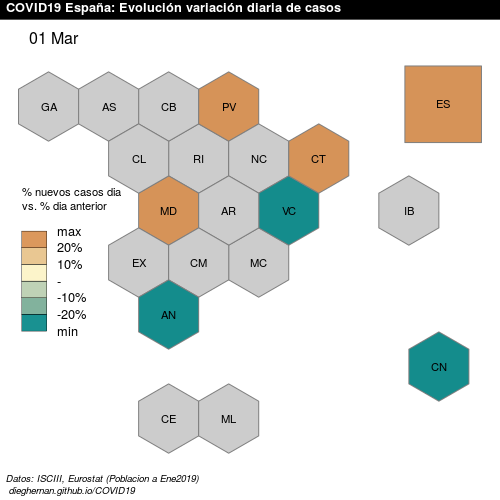 COVID19 España: Evolución variación diaria de casos
01 Mar
GA AS CB PV ES
CL RI NC CT
% nuevos casos dia
vs. % dia anterior
MD AR VC IB
max
20%
10%
-
-10%
-20%
min
EX CM MC
AN
CN
CE ML
Datos: ISCIII, Eurostat (Poblacion a Ene2019)
dieghernan.github.io/COVID19